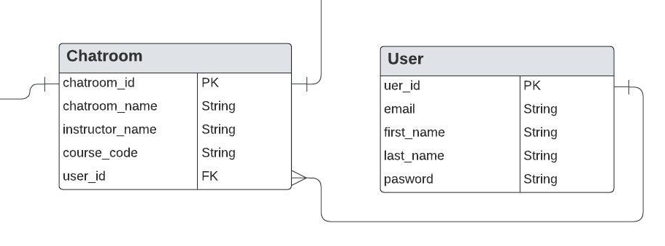 Chatroom
chatroom_id PK
chatroom_name String
instructor_name String
course_code String
user_id FK
User
uer_id PK
email String
first_name String
last_name String
pasword String